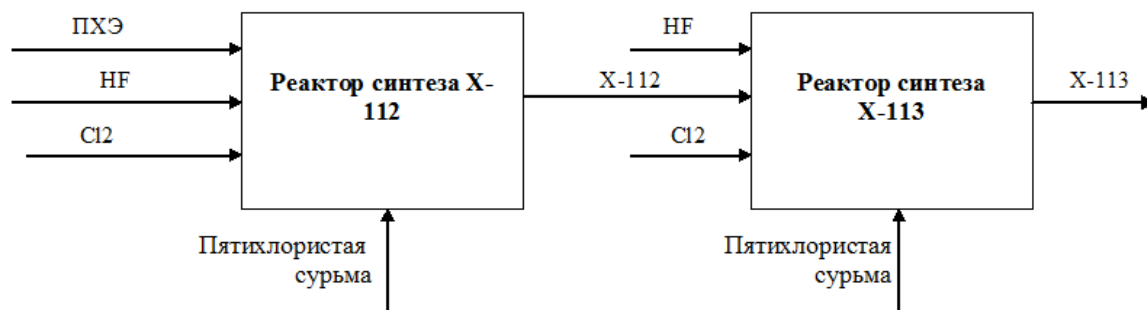 ПХЭ
HF
Cl2
Реактор синтеза Х-
112
Х-112
HF
Cl2
Реактор синтеза
Х-113
Х-113
Пятихлористая
сурьма
Пятихлористая
сурьма